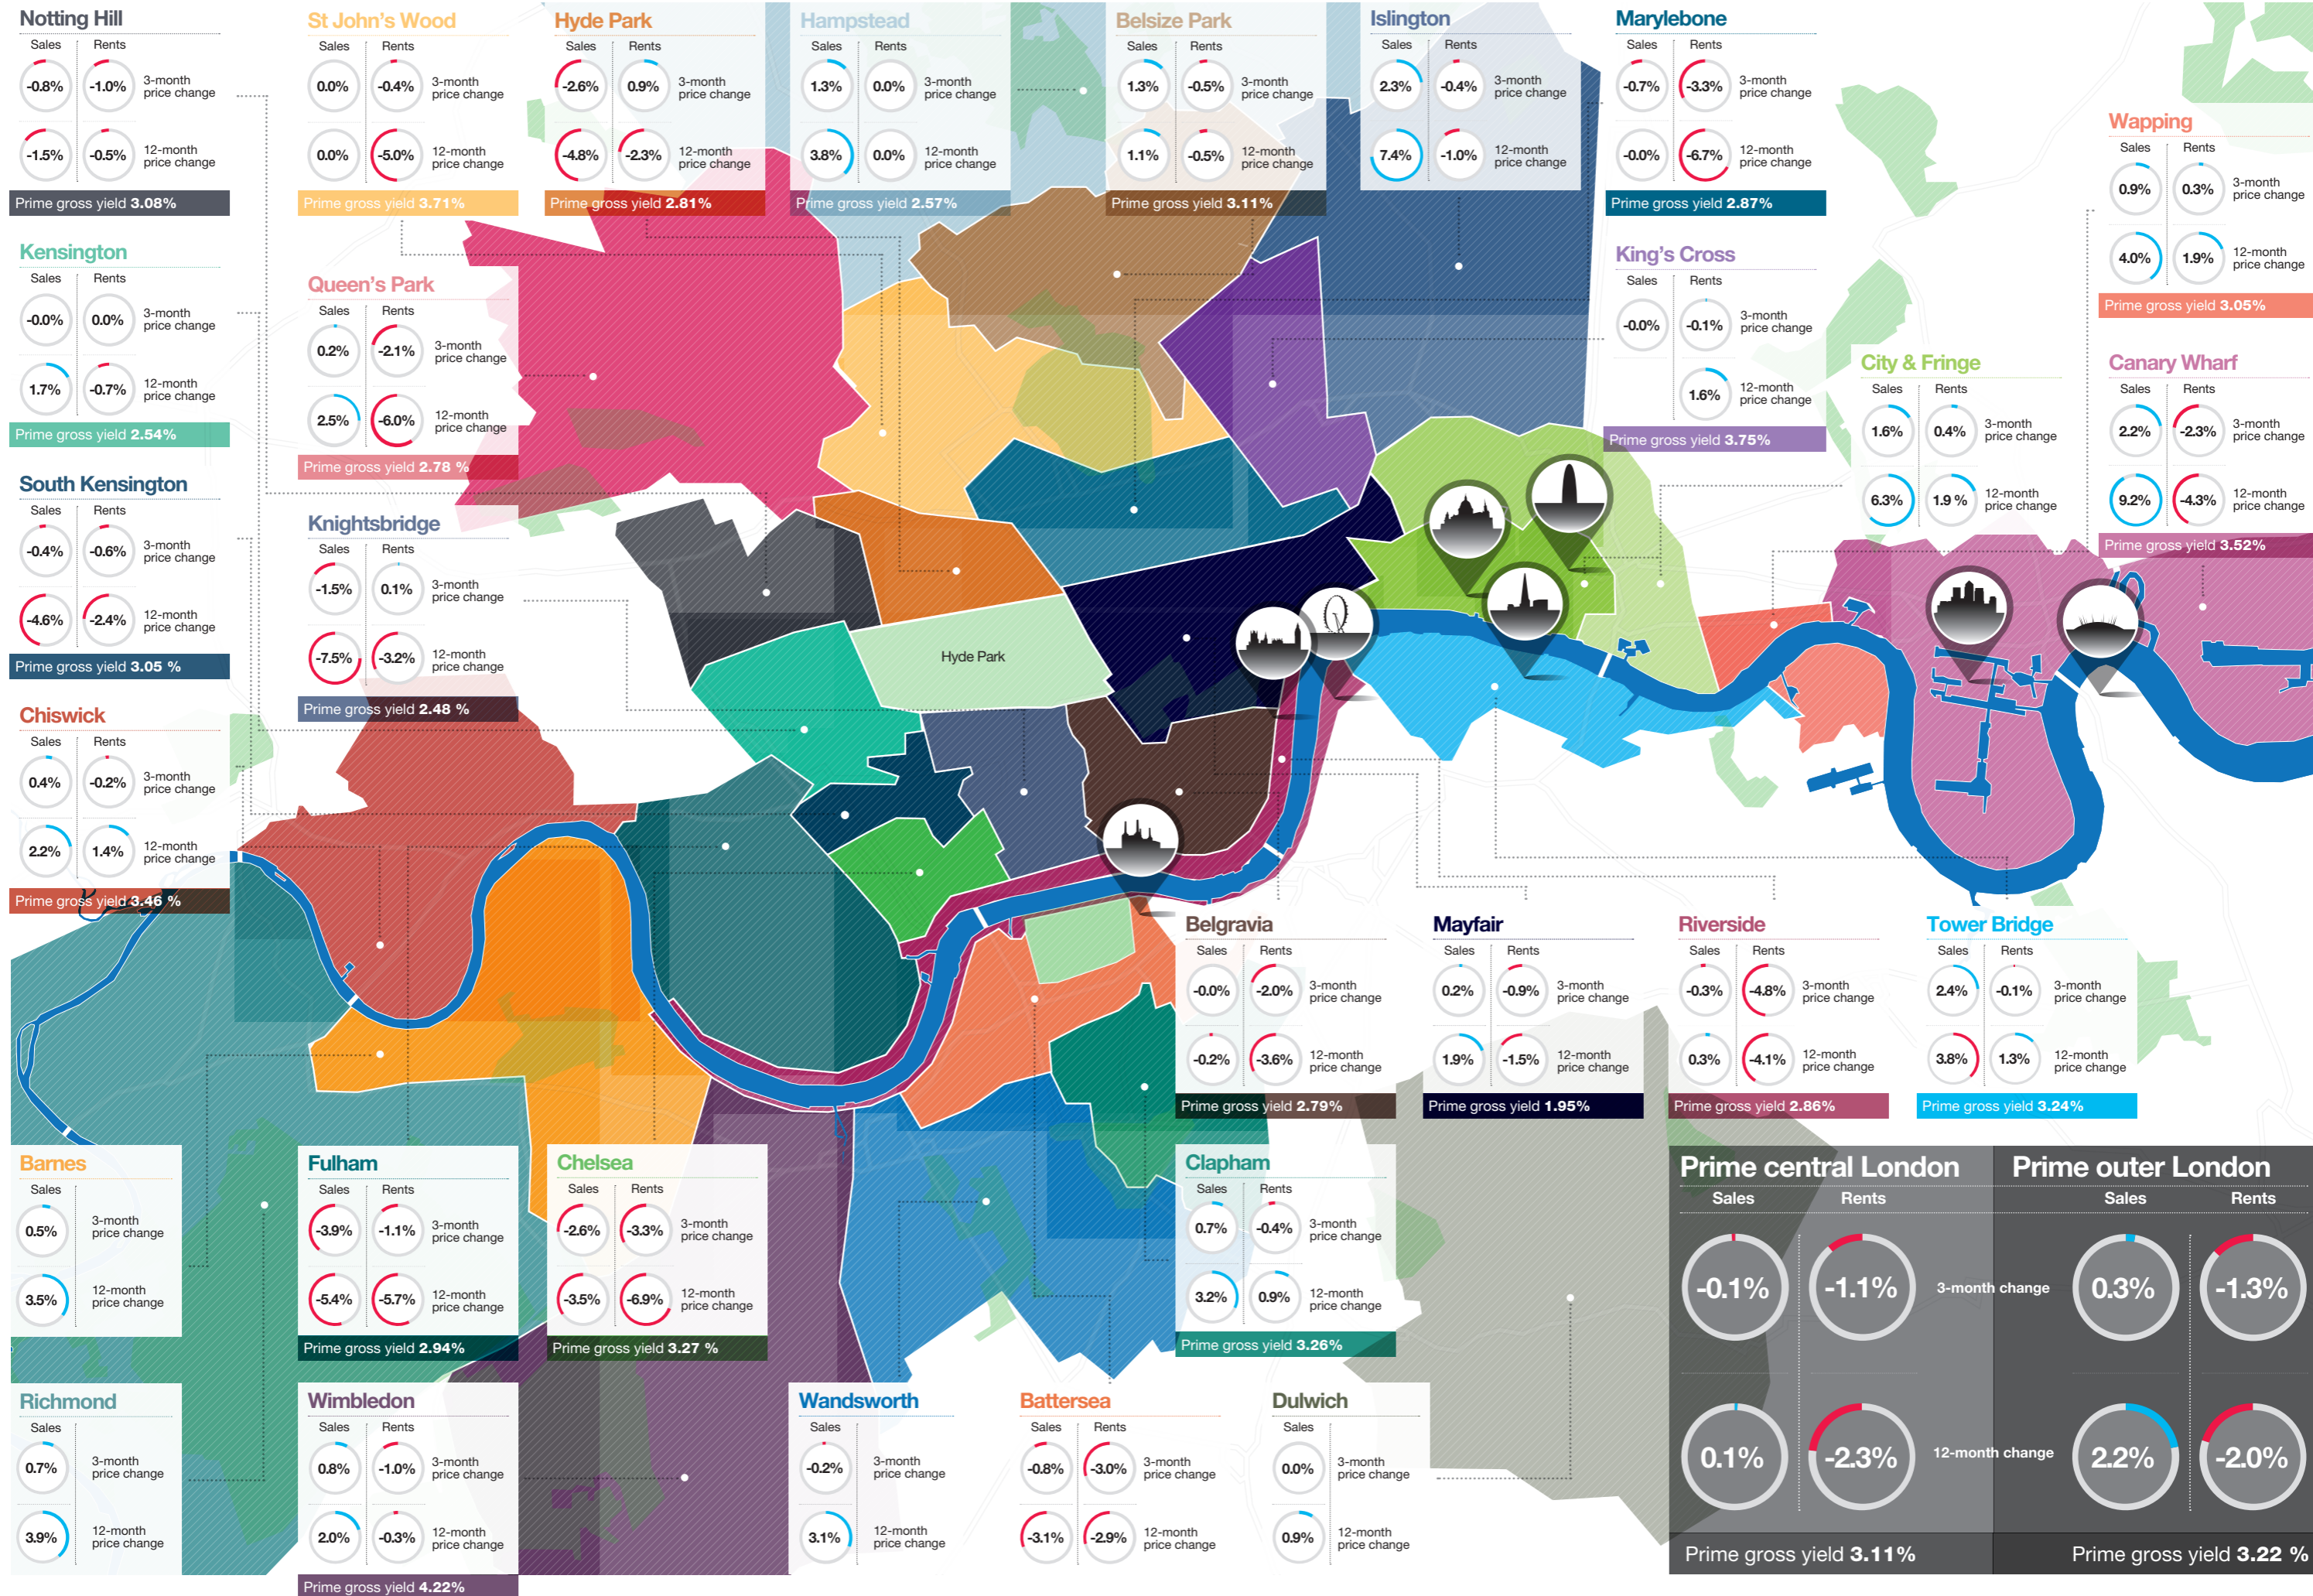 Notting Hill
Sales Rents
-0.8% -1.0% 3-month price change
-1.5% -0.5% 12-month price change
Prime gross yield 3.08%
St John's Wood
Sales Rents
0.0% -0.4% 3-month price change
0.0% -5.0% 12-month price change
Prime gross yield 3.71%
Hyde Park
Sales Rents
-2.6% 0.9% 3-month price change
-4.8% -2.3% 12-month price change
Prime gross yield 2.81%
Hampstead
Sales Rents
1.3% 0.0% 3-month price change
3.8% 0.0% 12-month price change
Prime gross yield 2.57%
Belsize Park
Sales Rents
1.3% -0.5% 3-month price change
1.1% -0.5% 12-month price change
Prime gross yield 3.11%
Islington
Sales Rents
2.3% -0.4% 3-month price change
7.4% -1.0% 12-month price change
Marylebone
Sales Rents
-0.7% -3.3% 3-month price change
-0.0% -6.7% 12-month price change
Prime gross yield 2.87%
Wapping
Sales Rents
0.9% 0.3% 3-month price change
4.0% 1.9% 12-month price change
Prime gross yield 3.05%
Kensington
Sales Rents
-0.0% 0.0% 3-month price change
1.7% -0.7% 12-month price change
Prime gross yield 2.54%
Queen's Park
Sales Rents
0.2% -2.1% 3-month price change
2.5% -6.0% 12-month price change
Prime gross yield 2.78 %
King's Cross
Sales Rents
-0.0% -0.1% 3-month price change
1.6% 12-month price change
Prime gross yield 3.75%
City & Fringe
Sales Rents
1.6% 0.4% 3-month price change
6.3% 1.9 % 12-month price change
Canary Wharf
Sales Rents
2.2% -2.3% 3-month price change
9.2% -4.3% 12-month price change
Prime gross yield 3.52%
South Kensington
Sales Rents
-0.4% -0.6% 3-month price change
-4.6% -2.4% 12-month price change
Prime gross yield 3.05 %
Knightsbridge
Sales Rents
-1.5% 0.1% 3-month price change
-7.5% -3.2% 12-month price change
Prime gross yield 2.48 %
Hyde Park
Chiswick
Sales Rents
0.4% -0.2% 3-month price change
2.2% 1.4% 12-month price change
Prime gross yield 3.46 %
Belgravia
Sales Rents
-0.0% -2.0% 3-month price change
-0.2% -3.6% 12-month price change
Prime gross yield 2.79%
Mayfair
Sales Rents
0.2% -0.9% 3-month price change
1.9% -1.5% 12-month price change
Prime gross yield 1.95%
Riverside
Sales Rents
-0.3% -4.8% 3-month price change
0.3% -4.1% 12-month price change
Prime gross yield 2.86%
Tower Bridge
Sales Rents
2.4% -0.1% 3-month price change
3.8% 1.3% 12-month price change
Prime gross yield 3.24%
Barnes
Sales
0.5% 3-month price change
3.5% 12-month price change
Fulham
Sales Rents
-3.9% -1.1% 3-month price change
-5.4% -5.7% 12-month price change
Prime gross yield 2.94%
Chelsea
Sales Rents
-2.6% -3.3% 3-month price change
-3.5% -6.9% 12-month price change
Prime gross yield 3.27 %
Clapham
Sales Rents
0.7% -0.4% 3-month price change
3.2% 0.9% 12-month price change
Prime gross yield 3.26%
Richmond
Sales
0.7% 3-month price change
3.9% 12-month price change
Wimbledon
Sales Rents
0.8% -1.0% 3-month price change
2.0% -0.3% 12-month price change
Prime gross yield 4.22%
Wandsworth
Sales
-0.2% 3-month price change
3.1% 12-month price change
Battersea
Sales Rents
-0.8% -3.0% 3-month price change
-3.1% -2.9% 12-month price change
Dulwich
Sales
0.0% 3-month price change
0.9% 12-month price change
Prime central London Prime outer London
Sales Rents Sales Rents
-0.1% -1.1% 3-month change 0.3% -1.3%
0.1% -2.3% 12-month change 2.2% -2.0%
Prime gross yield 3.11% Prime gross yield 3.22 %